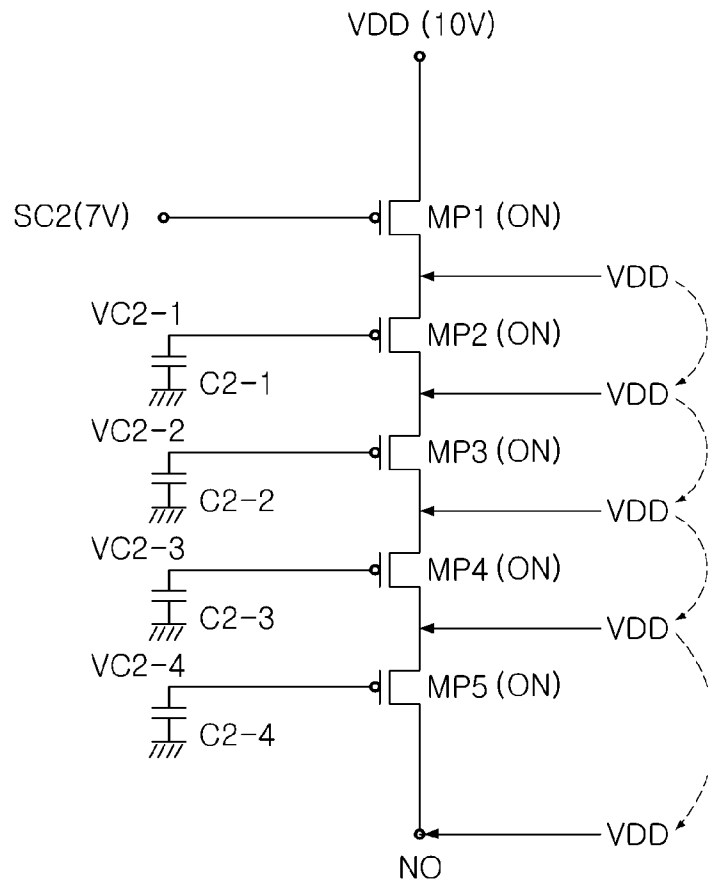 VDD (10V)
SC2(7V)
MP1 (ON)
VDD
VC2-1
MP2 (ON)
C2-1
VDD
VC2-2
MP3 (ON)
C2-2
VDD
VC2-3
MP4 (ON)
C2-3
VDD
VC2-4
MP5 (ON)
C2-4
VDD
NO